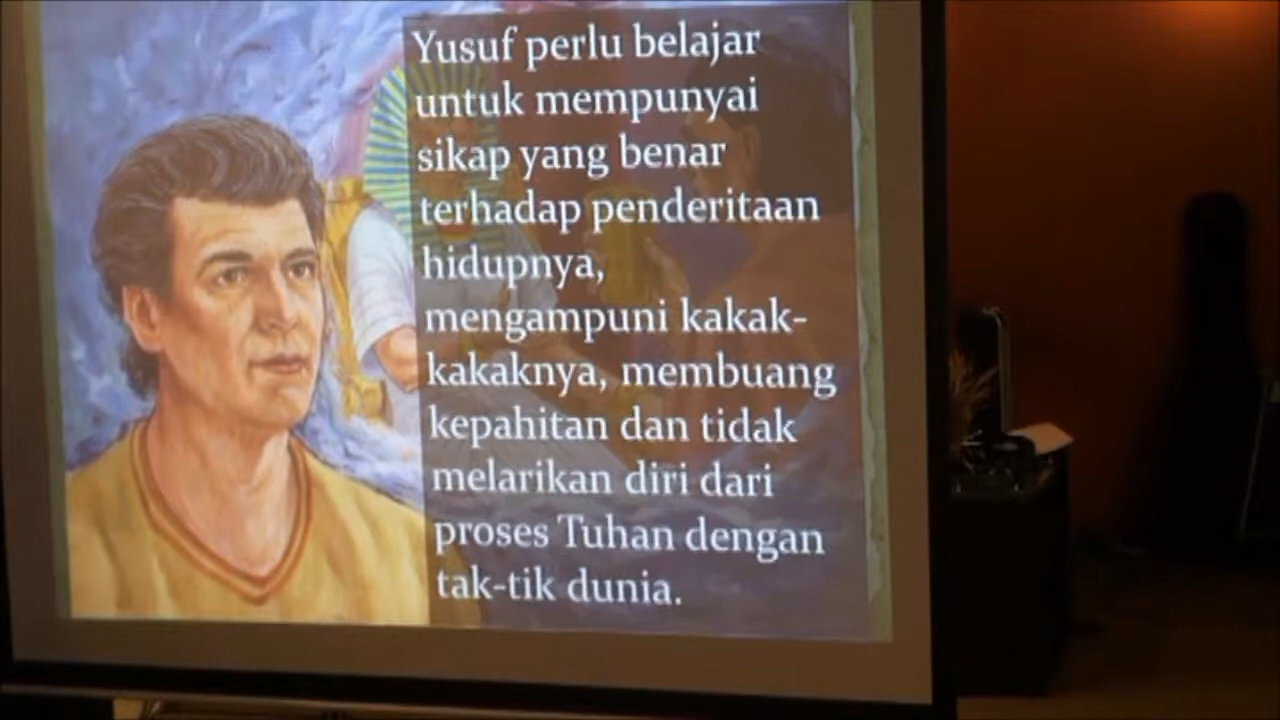 Yusuf perlu belajar
untuk mempunyai
sikap yang benar
terhadap penderitaan
hidupnya,
mengampuni kakak-
kakaknya, membuang
kepahitan dan tidak
melarikan diri dari
proses Tuhan dengan
tak-tik dunia.